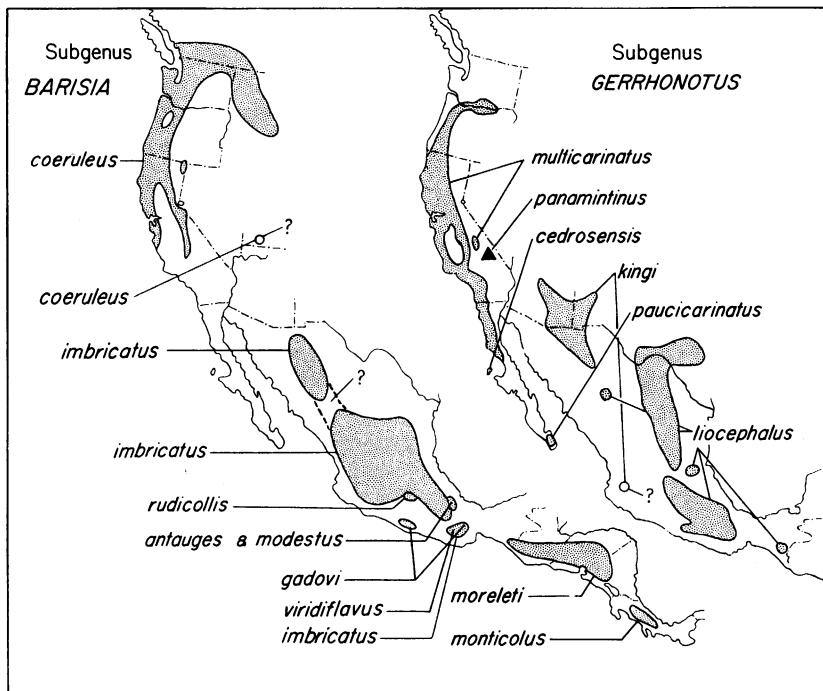 Subgenus
BARISIA
coeruleus
?
coeruleus
imbricatus
?
imbricatus
rudicollis
antauges & modestus
gadovi
viridiflavus
imbricatus
moreleti
monticolus
Subgenus
GERRHONOTUS
multicarinatus
panamintinus
cedrosensis
kingi
paucicarinatus
liocephalus
?